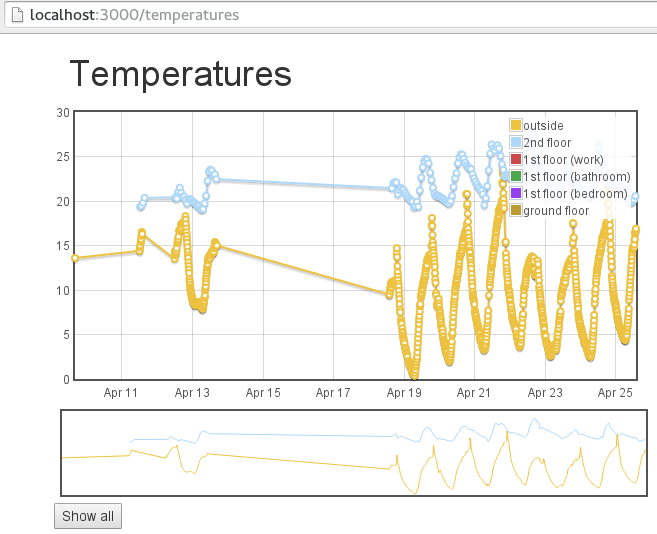 localhost:3000/temperatures
Temperatures
30
25
20
15
10
5
0
outside
2nd floor
1st floor (work)
1st floor (bathroom)
1st floor (bedroom)
ground floor
Apr 11 Apr 13 Apr 15 Apr 17 Apr 19 Apr 21 Apr 23 Apr 25
Show all